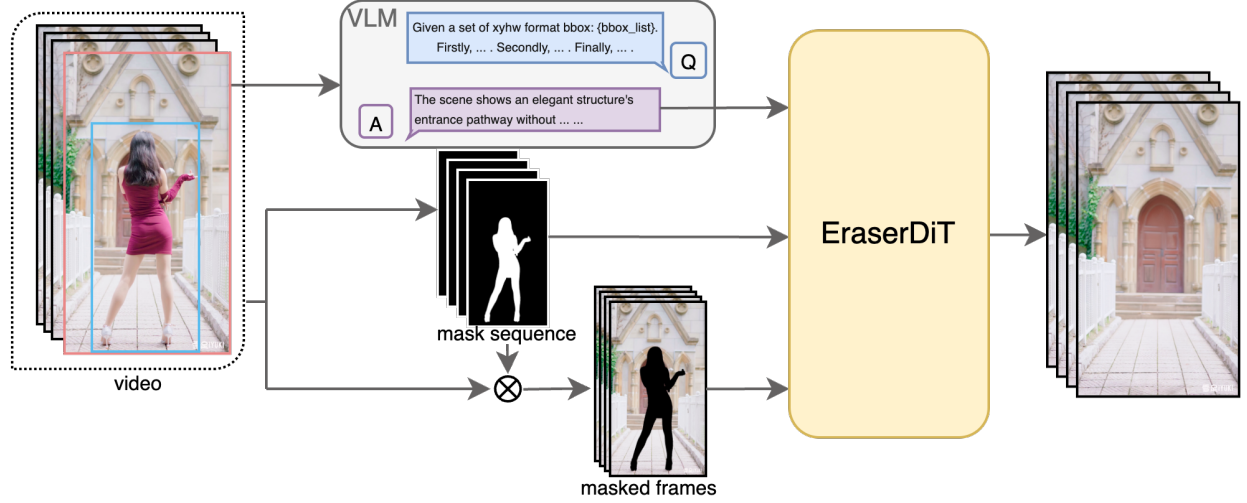 VLM
Given a set of xyhw format bbox: {bbox_list}.
Firstly, ... . Secondly, ... . Finally, ... .
Q
The scene shows an elegant structure's
entrance pathway without ... ...
A
EraserDiT
mask sequence
video
masked frames